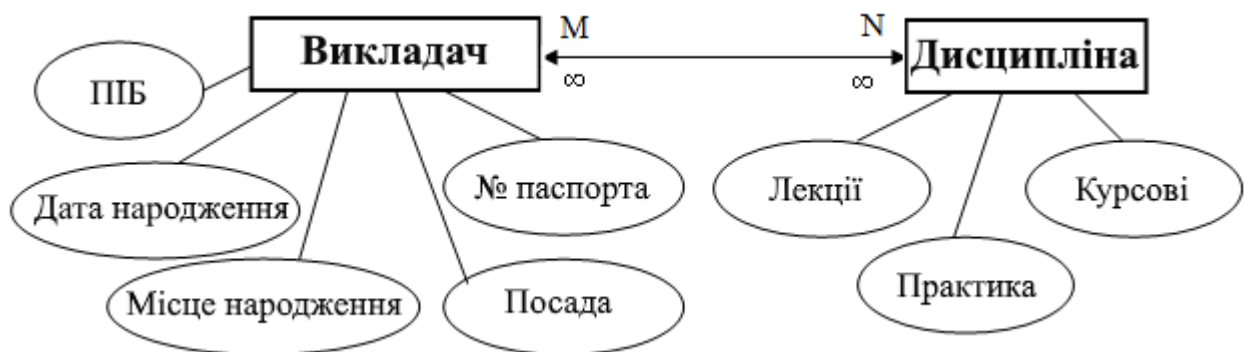 M
N
Викладач
Дисципліна
∞
∞
ПІБ
№ паспорта
Лекції
Курсові
Дата народження
Місце народження
Посада
Практика